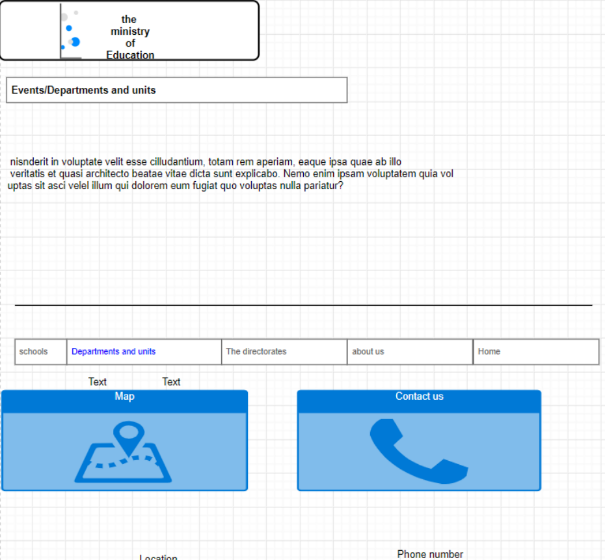 the
ministry
of
Education
Events/Departments and units
nisnderit in voluptate velit esse cilludantium, totam rem aperiam, eaque ipsa quae ab illo
veritatis et quasi architecto beatae vitae dicta sunt explicabo. Nemo enim ipsam voluptatem quia vol
uptas sit asci velel illum qui dolorem eum fugiat quo voluptas nulla pariatur?
schools Departments and units The directorates about us Home
Text Text
Map Contact us
Location Phone number